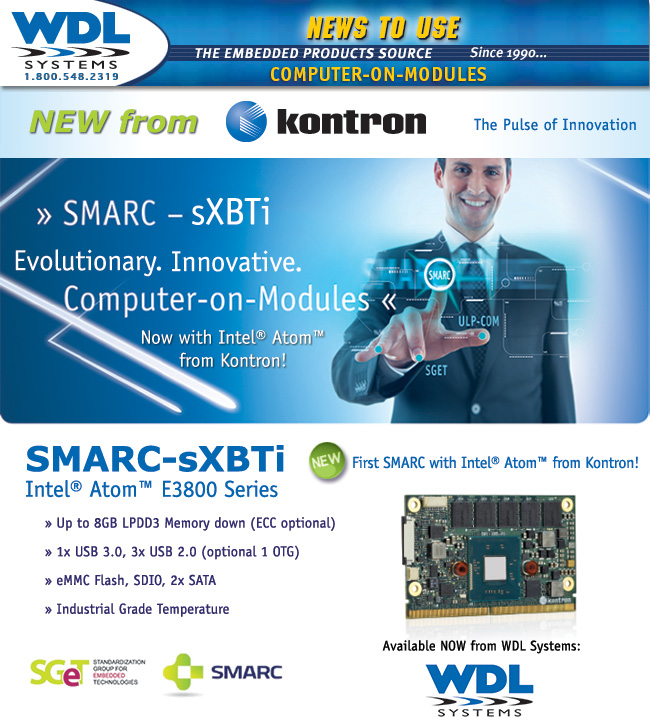 WDL
SYSTEMS
1.800.548.2319
NEWS TO USE
THE EMBEDDED PRODUCTS SOURCE Since 1990...
COMPUTER-ON-MODULES
NEW from kontron The Pulse of Innovation
» SMARC – sXBTi
Evolutionary. Innovative.
Computer-on-Modules «
Now with Intel® Atom™
from Kontron!
SMARC
ULP-COM
SGET
SMARC-sXBTi
Intel® Atom™ E3800 Series
NEW First SMARC with Intel® Atom™ from Kontron!
» Up to 8GB LPDD3 Memory down (ECC optional)
» 1x USB 3.0, 3x USB 2.0 (optional 1 OTG)
» eMMC Flash, SDIO, 2x SATA
» Industrial Grade Temperature
kontron
Available NOW from WDL Systems:
SGeT
STANDARDIZATION
GROUP FOR
EMBEDDED
TECHNOLOGIES
SMARC
WDL
SYSTEMS